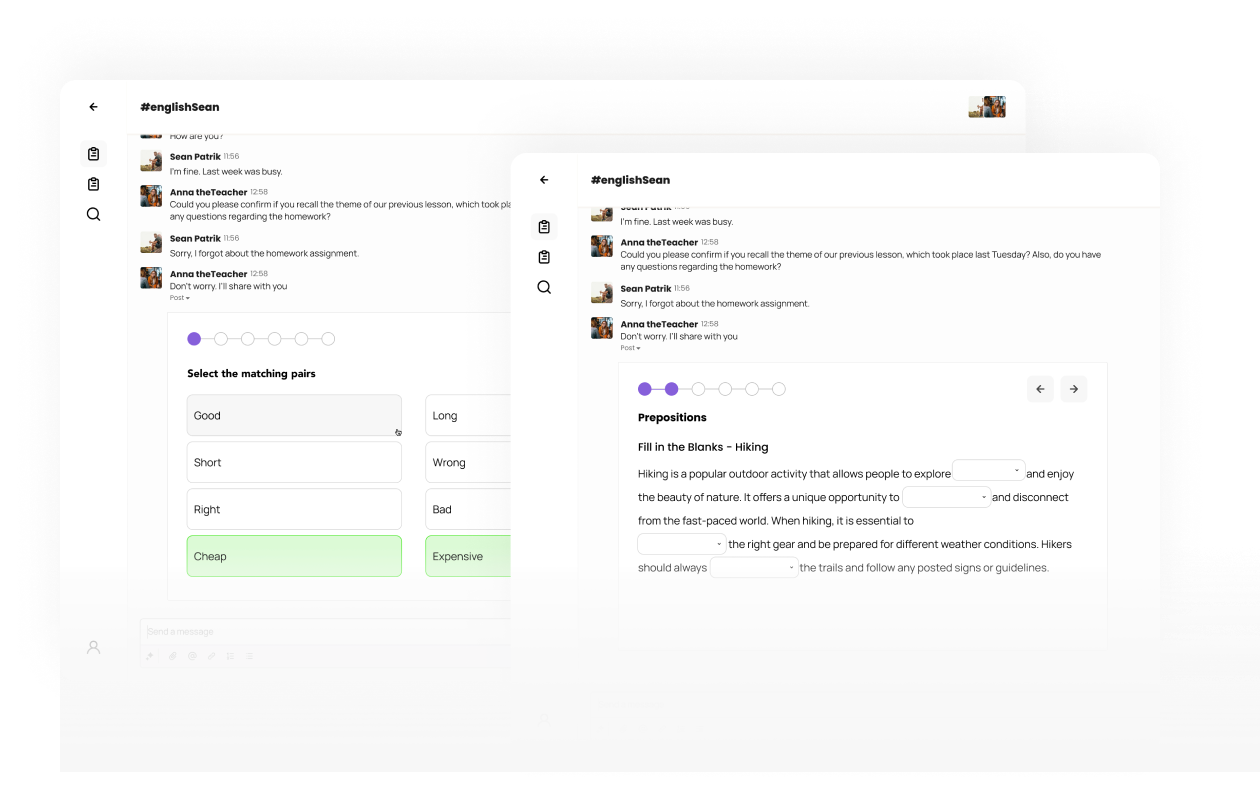 #englishSean
How are you?
Sean Patrik 11:56
I'm fine. Last week was busy.
Anna theTeacher 12:58
Could you please confirm if you recall the theme of our previous lesson, which took
any questions regarding the homework?
Sean Patrik 11:56
Sorry, I forgot about the homework assignment.
Anna theTeacher 12:58
Don't worry. I'll share with you
Post
Select the matching pairs
Good
Long
Short
Wrong
Right
Bad
Cheap
Expensive
Send a message
#englishSean
Sean Patrik 11:56
I'm fine. Last week was busy.
Anna theTeacher 12:58
Could you please confirm if you recall the theme of our previous lesson, which took place last Tuesday? Also, do you have
any questions regarding the homework?
Sean Patrik 11:56
Sorry, I forgot about the homework assignment.
Anna theTeacher 12:58
Don't worry. I'll share with you
Post
Prepositions
Fill in the Blanks - Hiking
Hiking is a popular outdoor activity that allows people to explore and enjoy
the beauty of nature. It offers a unique opportunity to and disconnect
from the fast-paced world. When hiking, it is essential to
the right gear and be prepared for different weather conditions. Hikers
should always the trails and follow any posted signs or guidelines.